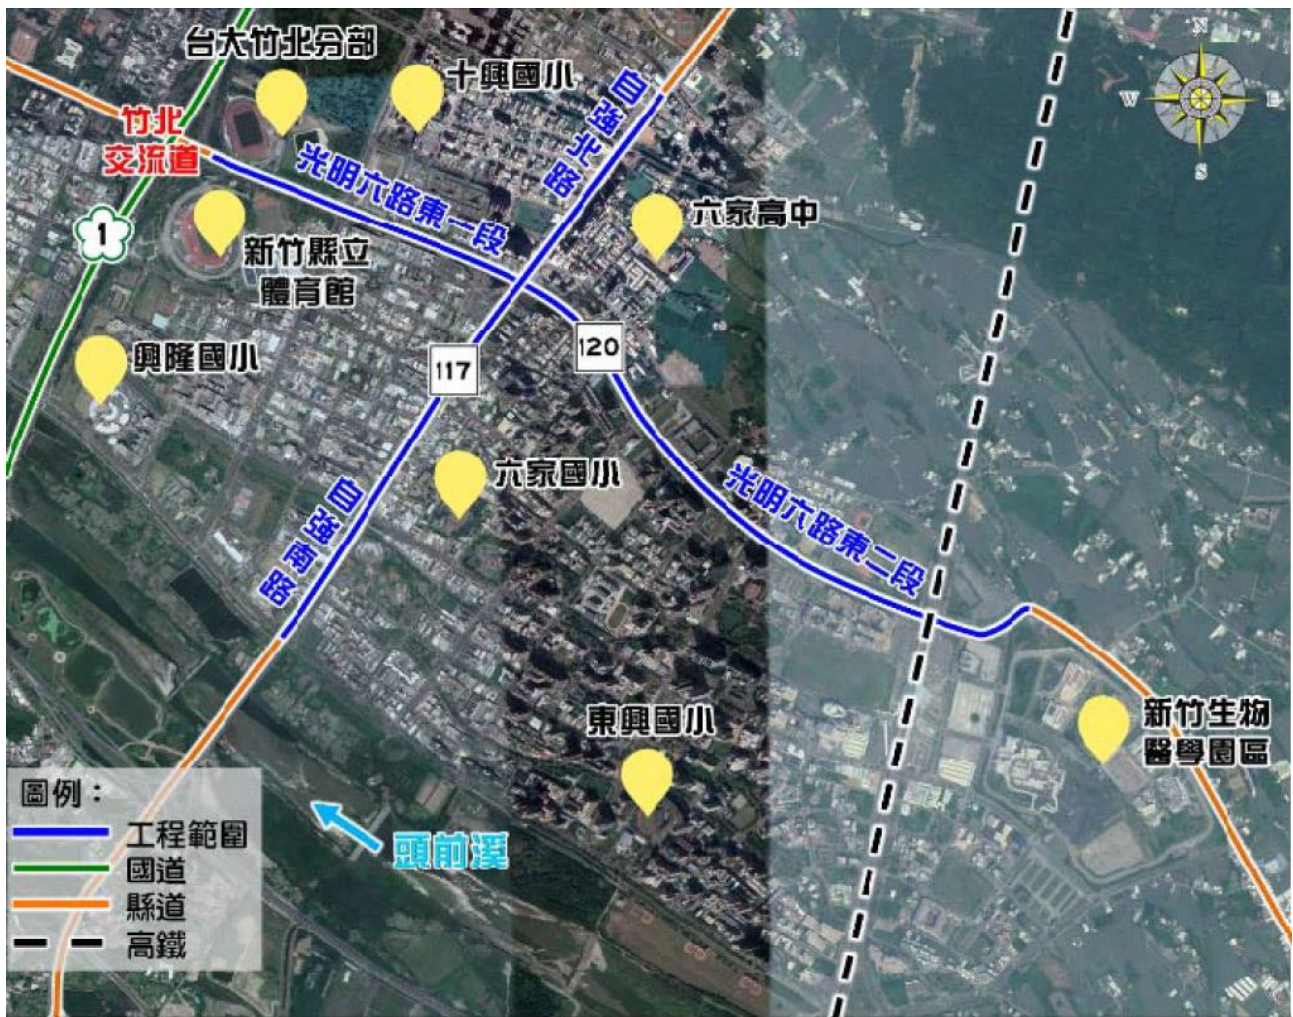 台大竹北分部
十興國小
自強北路
N
W
E
S
竹北
交流道
光明六路東一段
六家高中
1
新竹縣立
體育館
興隆國小
117
120
六家國小
光明六路東二段
自強南路
東興國小
新竹生物
醫學園區
頭前溪
圖例：
工程範圍
國道
縣道
高鐵